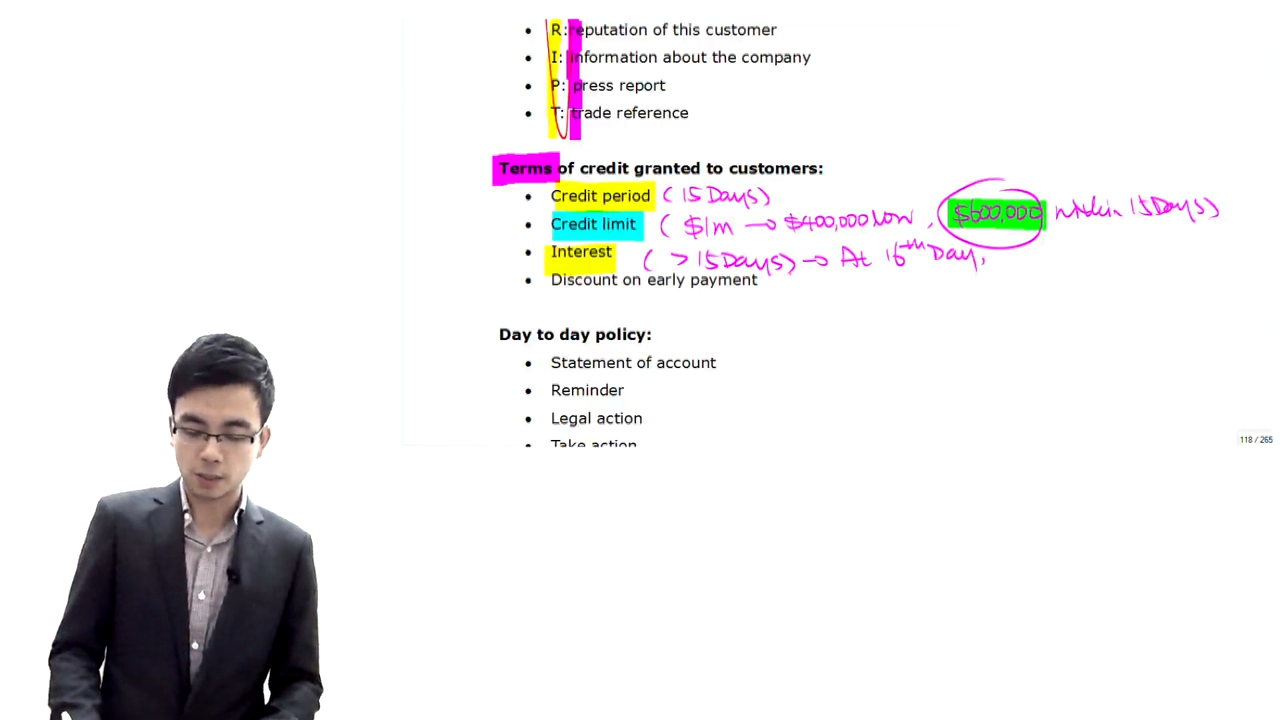 R: reputation of this customer
I: information about the company
P: press report
T: trade reference
Terms of credit granted to customers:
Credit period (15 Days)
Credit limit ($1m → $400,000 now, $600,000 within 15 Days)
Interest (>15 Days) → At 16th Day,
Discount on early payment
Day to day policy:
Statement of account
Reminder
Legal action
Take action
118 / 265